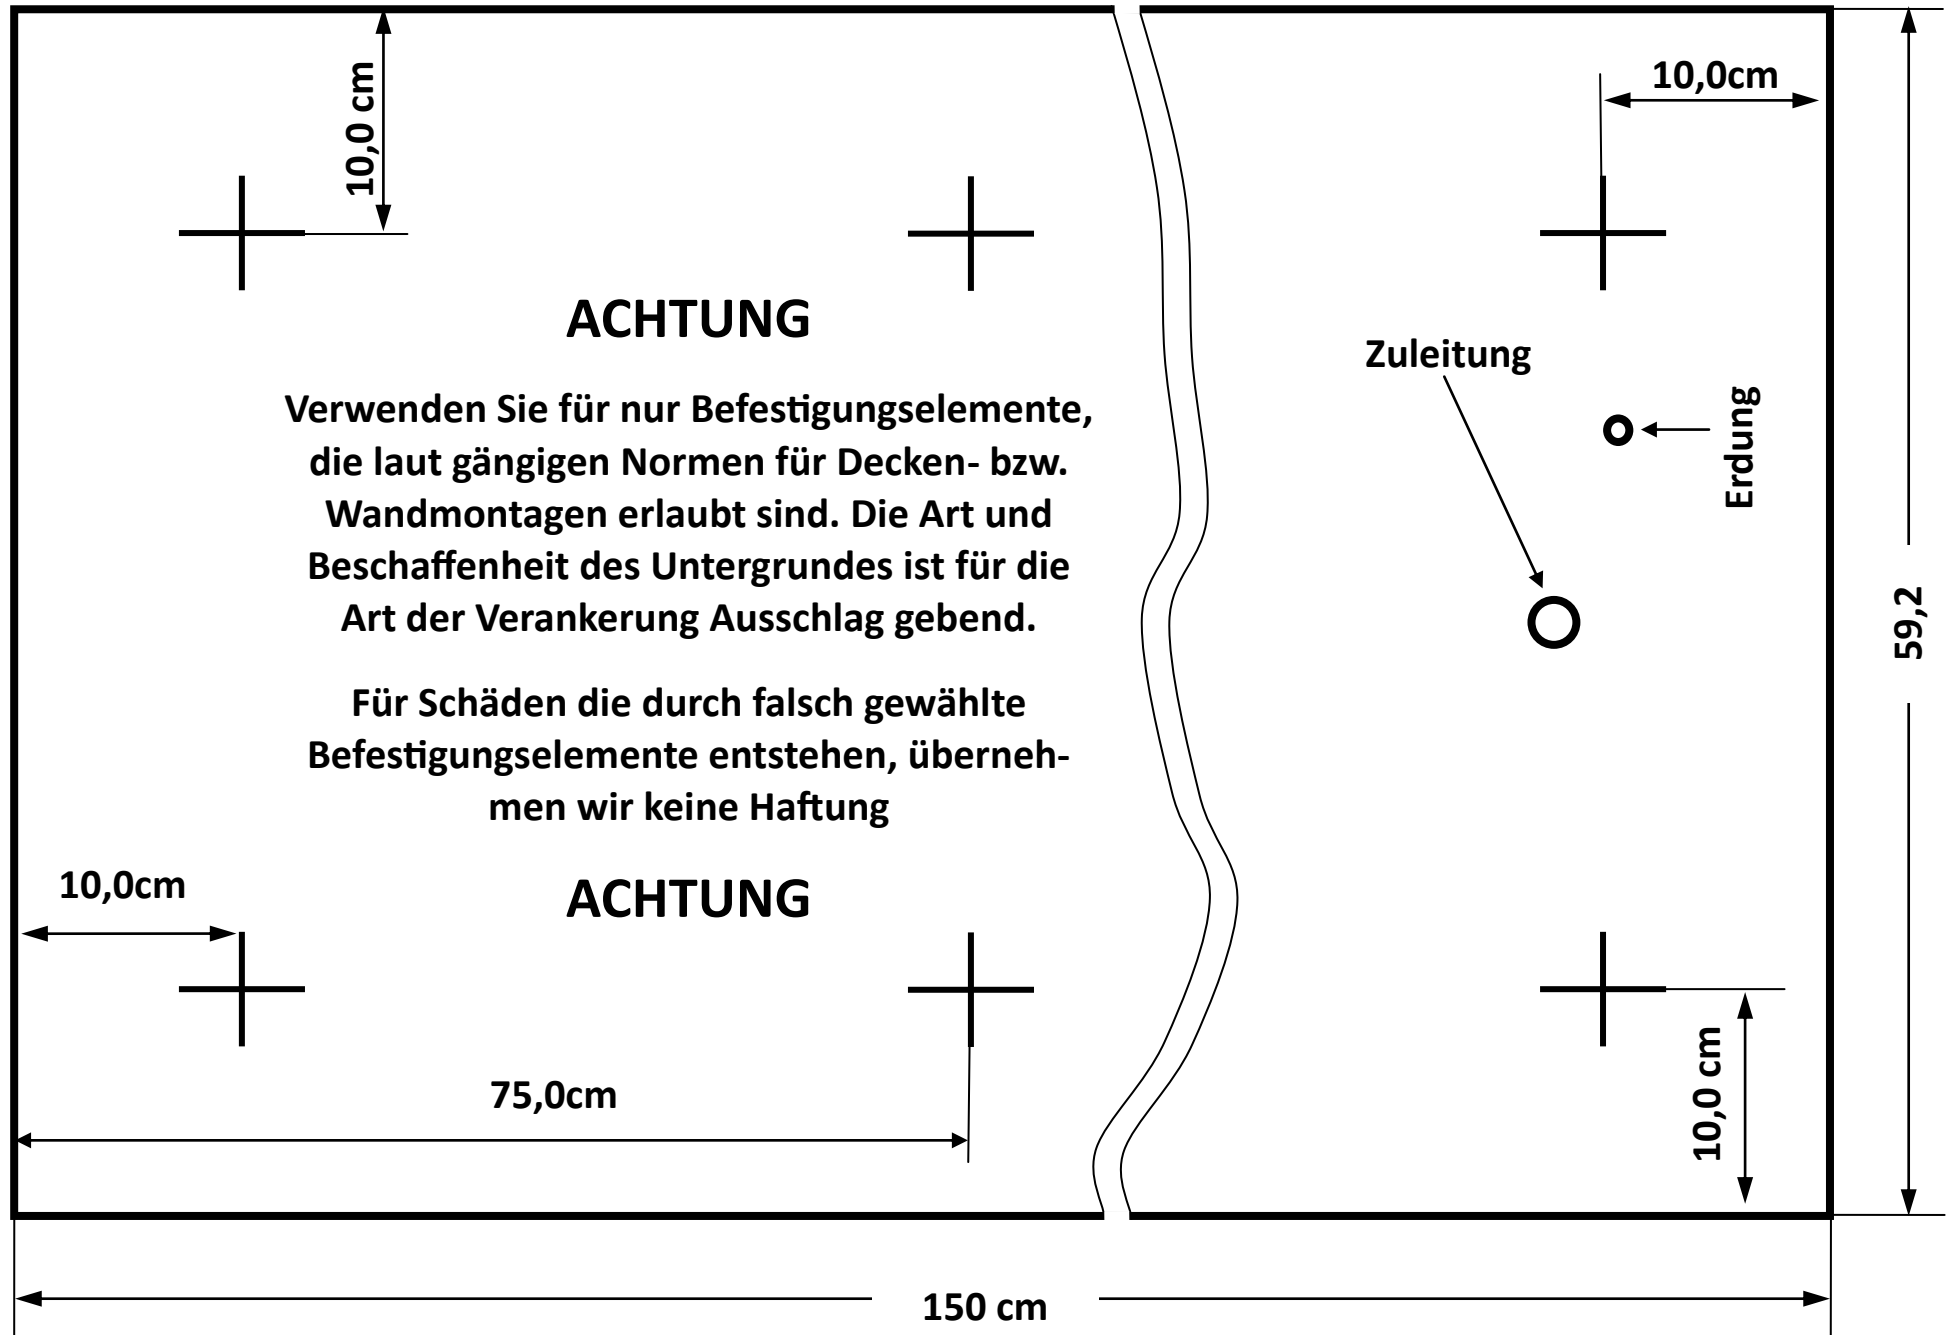 10,0 cm
10,0cm
ACHTUNG
Zuleitung
Erdung
Verwenden Sie für nur Befestigungselemente,
die laut gängigen Normen für Decken- bzw.
Wandmontagen erlaubt sind. Die Art und
Beschaffenheit des Untergrundes ist für die
Art der Verankerung Ausschlag gebend.
59,2
Für Schäden die durch falsch gewählte
Befestigungselemente entstehen, überneh-
men wir keine Haftung
10,0cm
ACHTUNG
75,0cm
10,0 cm
150 cm